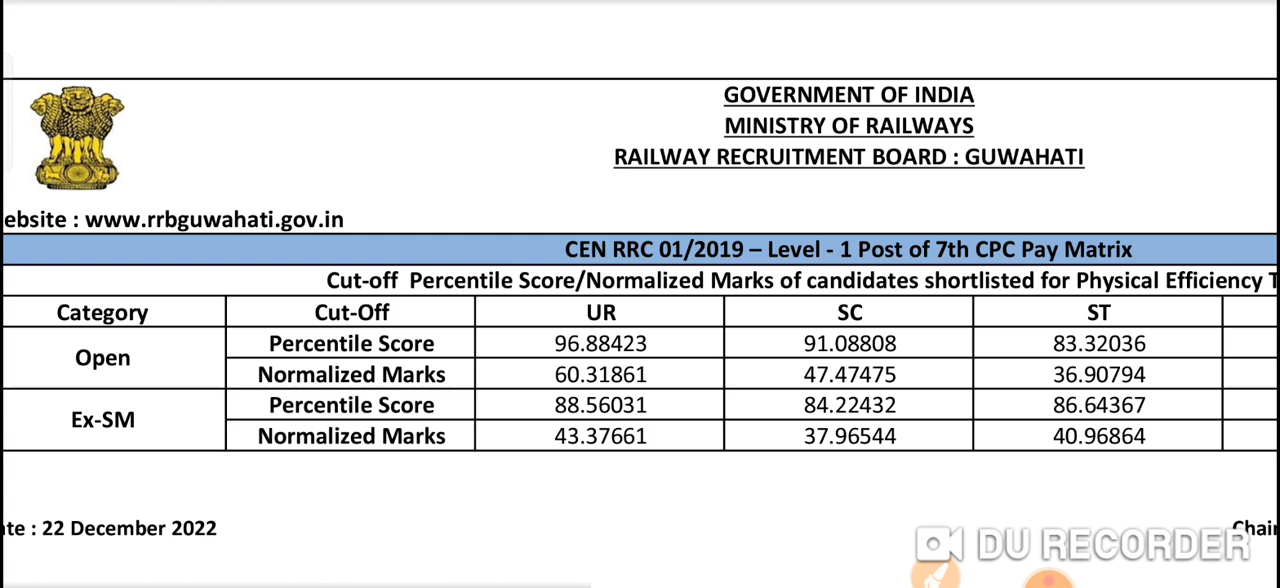 GOVERNMENT OF INDIA
MINISTRY OF RAILWAYS
RAILWAY RECRUITMENT BOARD : GUWAHATI
ebsite : www.rrbguwahati.gov.in
CEN RRC 01/2019 – Level - 1 Post of 7th CPC Pay Matrix
Cut-off Percentile Score/Normalized Marks of candidates shortlisted for Physical Efficiency T
Category Cut-Off UR SC ST
Open Percentile Score 96.88423 91.08808 83.32036
Normalized Marks 60.31861 47.47475 36.90794
Ex-SM Percentile Score 88.56031 84.22432 86.64367
Normalized Marks 43.37661 37.96544 40.96864
ate : 22 December 2022
Chair
DU RECORDER